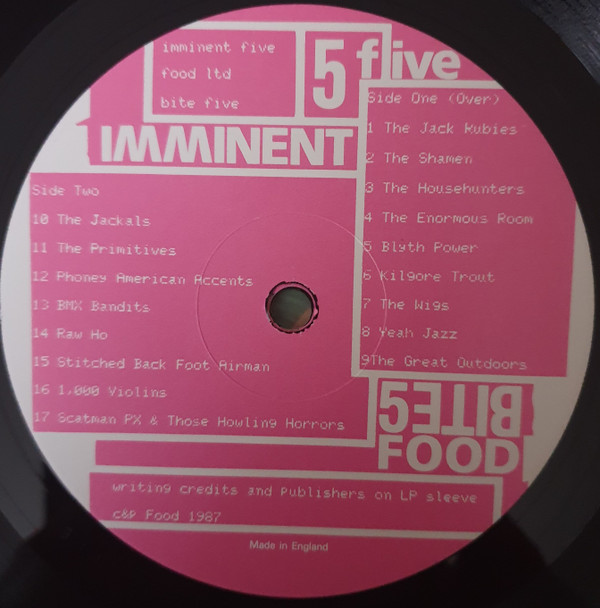 imminent five
food ltd
bite five
5
five
IMMINENT
Side One (Over)
1 The Jack Rubies
2 The Shamen
3 The Househunters
4 The Enormous Room
5 Blyth Power
6 Kilgore Trout
7 The Wigs
8 Yeah Jazz
9The Great Outdoors
Side Two
10 The Jackals
11 The Primitives
12 Phoney American Accents
13 BMX Bandits
14 Raw Ho
15 Stitched Back Foot Airman
16 1,000 Violins
17 Scatman PX & Those Howling Horrors
BITE 5
FOOD
writing credits and publishers on LP sleeve
c&p Food 1987
Made in England